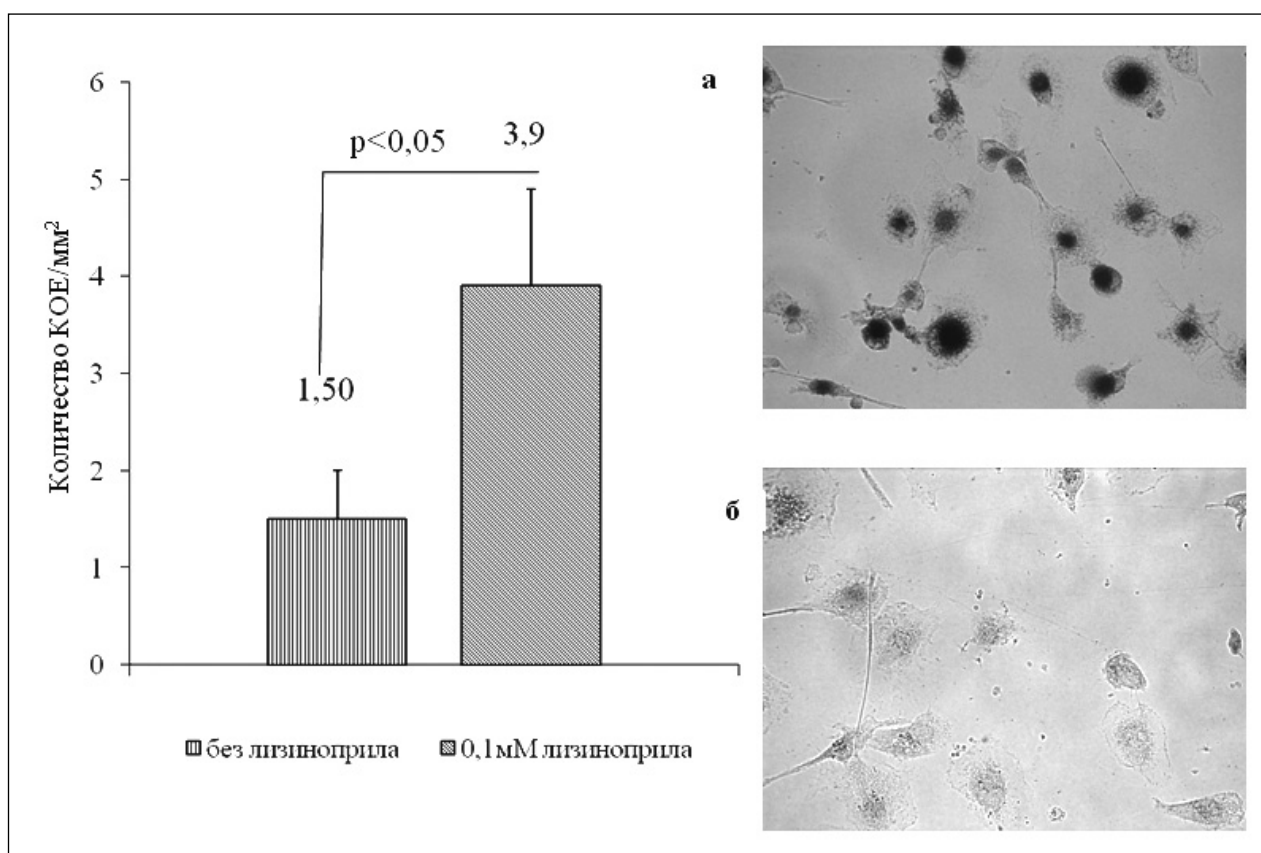 а
6
p<0,05
3,9
5
Количество КОЕ/мм²
4
3
1,50
2
б
1
0
без лизиноприла
0,1мМ лизиноприла